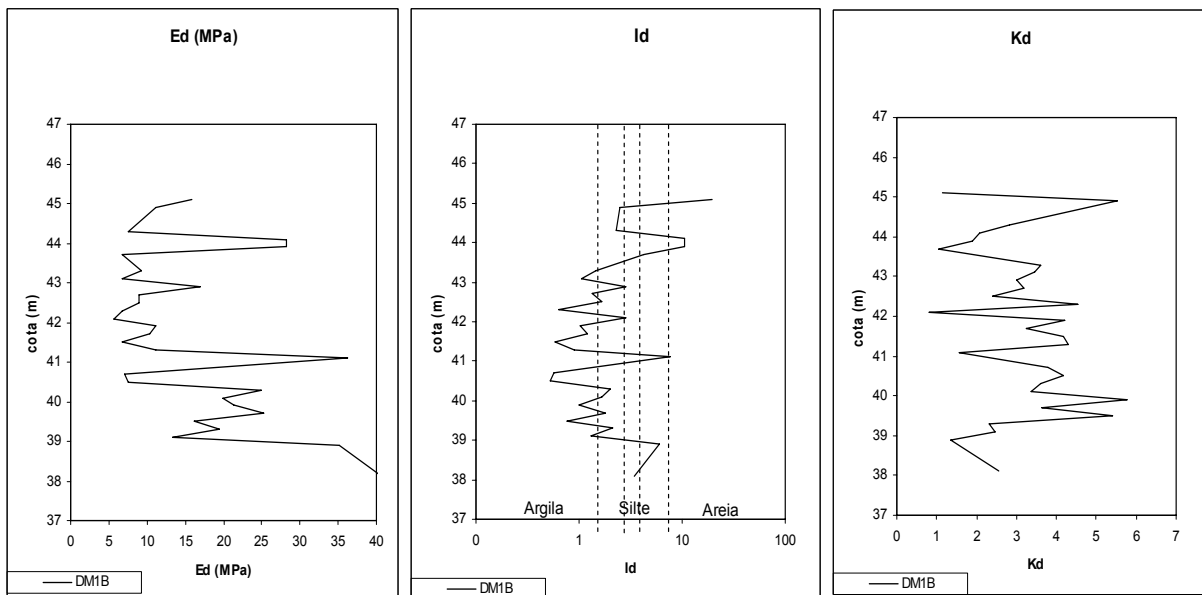 Ed (MPa)
47
46
45
44
43
42
41
40
39
38
37
cota (m)
0 5 10 15 20 25 30 35 40
Ed (MPa)
DM1B
Id
47
46
45
44
43
42
41
40
39
38
37
cota (m)
Argila Silte Areia
0 1 10 100
Id
DM1B
Kd
47
46
45
44
43
42
41
40
39
38
37
cota (m)
0 1 2 3 4 5 6 7
Kd
DM1B